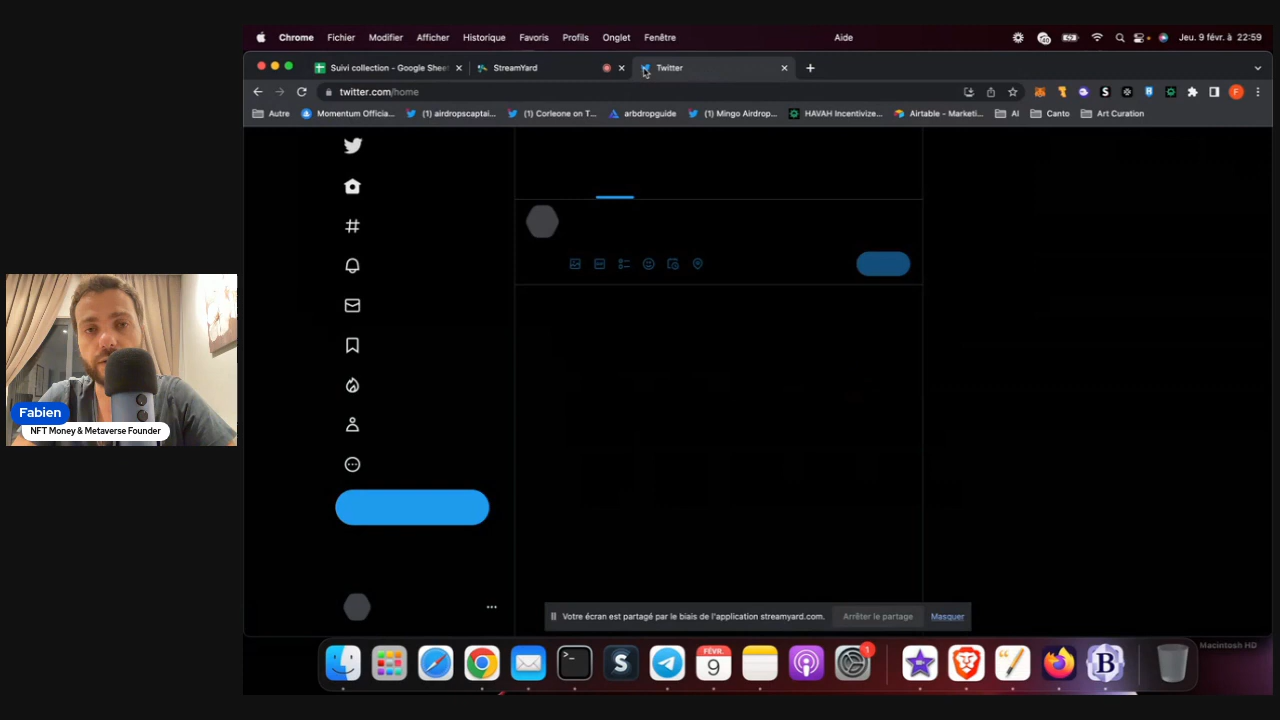 Chrome Fichier Modifier Afficher Historique Favoris Profils Onglet Fenêtre Aide Jeu. 9 févr. à 22:59
Suivi collection - Google Sheet StreamYard Twitter
twitter.com/home F
Autre Momentum Officia... (1) airdropscaptai... (1) Corleone on T... arbdropguide (1) Mingo Airdrop... HAVAH Incentivize... Airtable - Marketi... AI Canto Art Curation
Fabien
NFT Money & Metaverse Founder
Votre écran est partagé par le biais de l'application streamyard.com. Arrêter le partage Masquer
Macintosh HD
FÉVR.
9
1
S
B